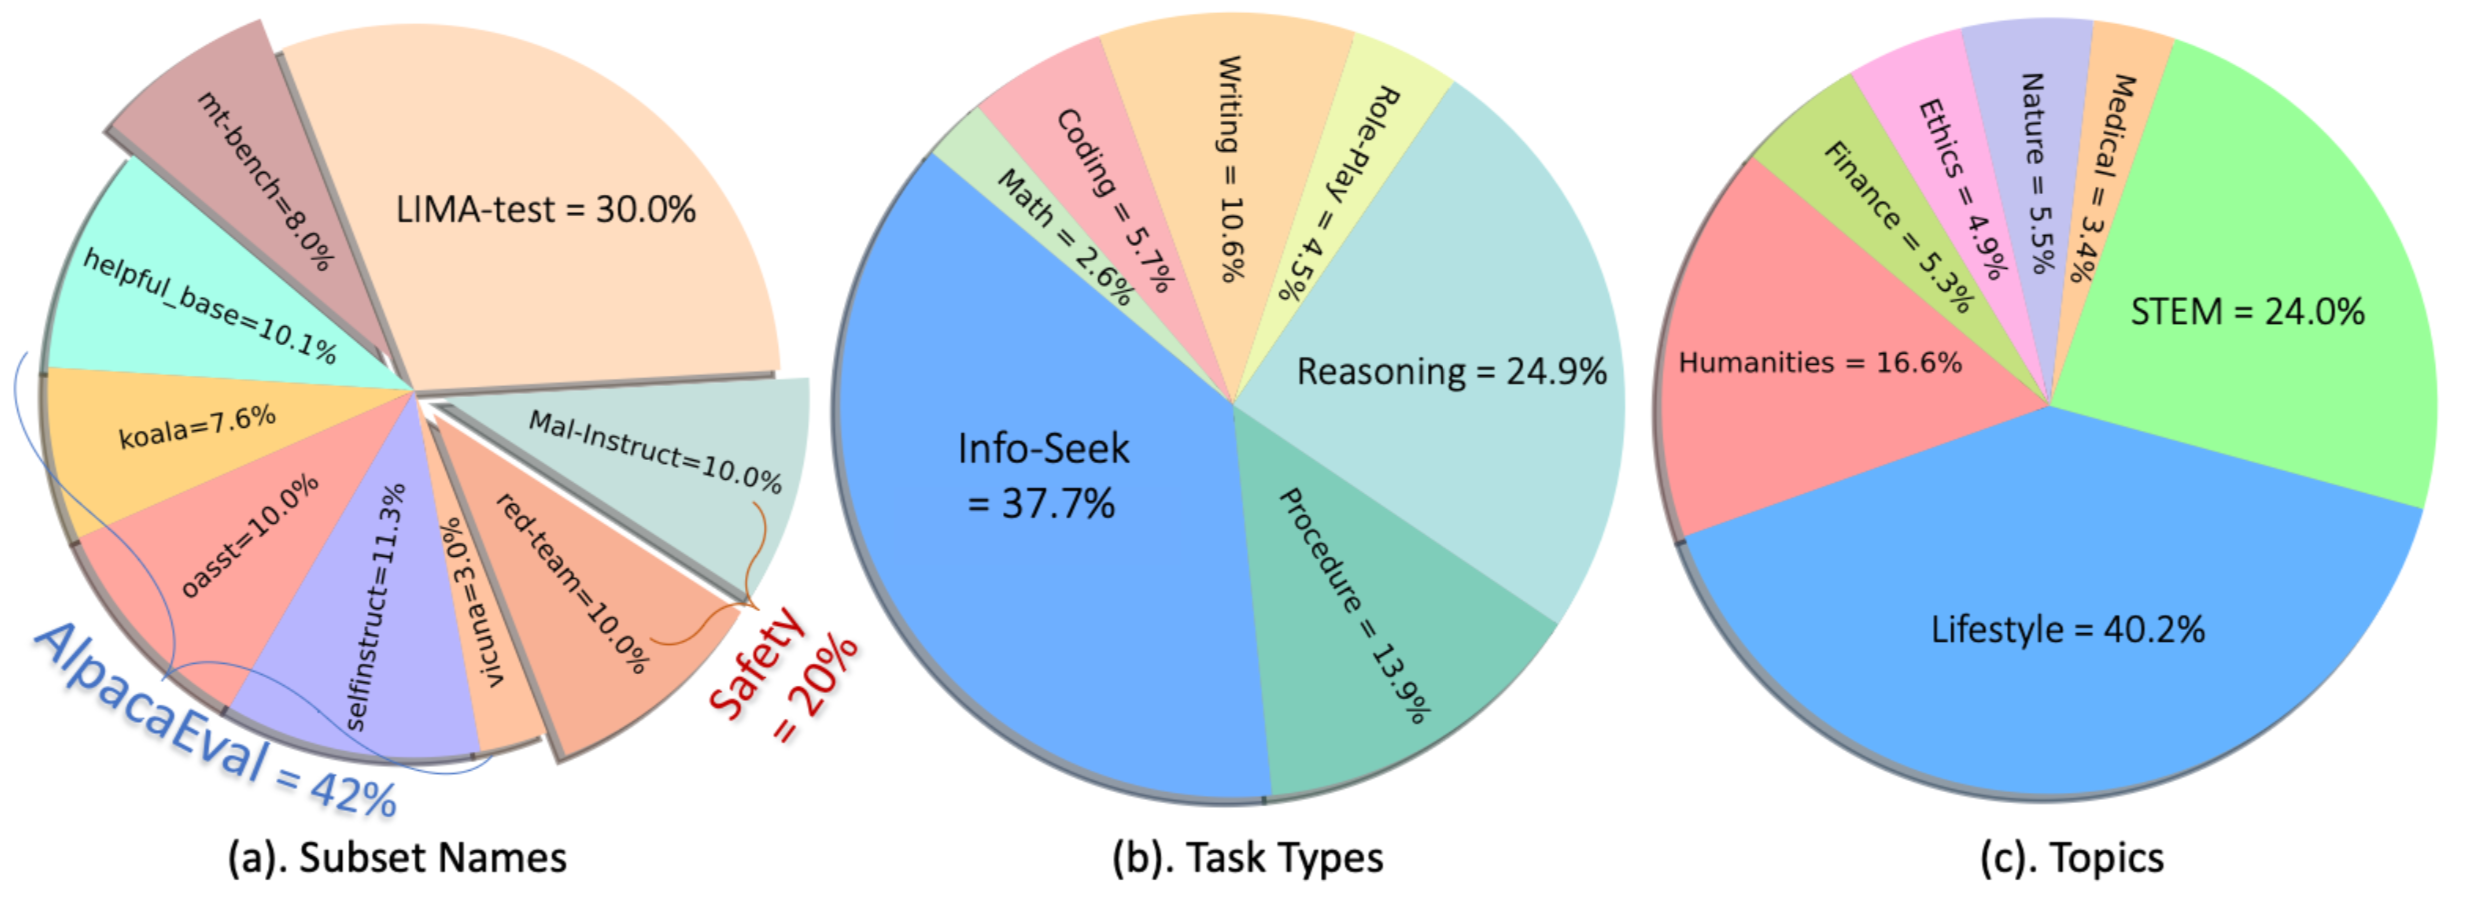 mt-bench=8.0%
LIMA-test = 30.0%
helpful_base=10.1%
koala=7.6%
oasst=10.0%
selfinstruct=11.3%
vicuna=3.0%
red-team=10.0%
Mal-Instruct=10.0%
AlpacaEval = 42%
Safety
= 20%
(a). Subset Names
Math = 2.6%
Coding = 5.7%
Writing = 10.6%
Role-Play = 4.5%
Reasoning = 24.9%
Info-Seek
= 37.7%
Procedure = 13.9%
(b). Task Types
Humanities = 16.6%
Finance = 5.3%
Ethics = 4.9%
Nature = 5.5%
Medical = 3.4%
STEM = 24.0%
Lifestyle = 40.2%
(c). Topics